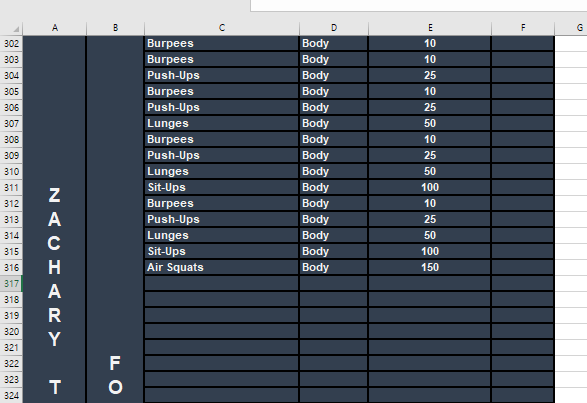 A B C D E F G
302 Burpees Body 10
303 Burpees Body 10
304 Push-Ups Body 25
305 Burpees Body 10
306 Push-Ups Body 25
307 Lunges Body 50
308 Burpees Body 10
309 Push-Ups Body 25
310 Lunges Body 50
311 Sit-Ups Body 100
312 Burpees Body 10
313 Push-Ups Body 25
314 Lunges Body 50
315 Sit-Ups Body 100
316 Air Squats Body 150
317
318
319
320
321
322
323
324
ZACHARY T
FO